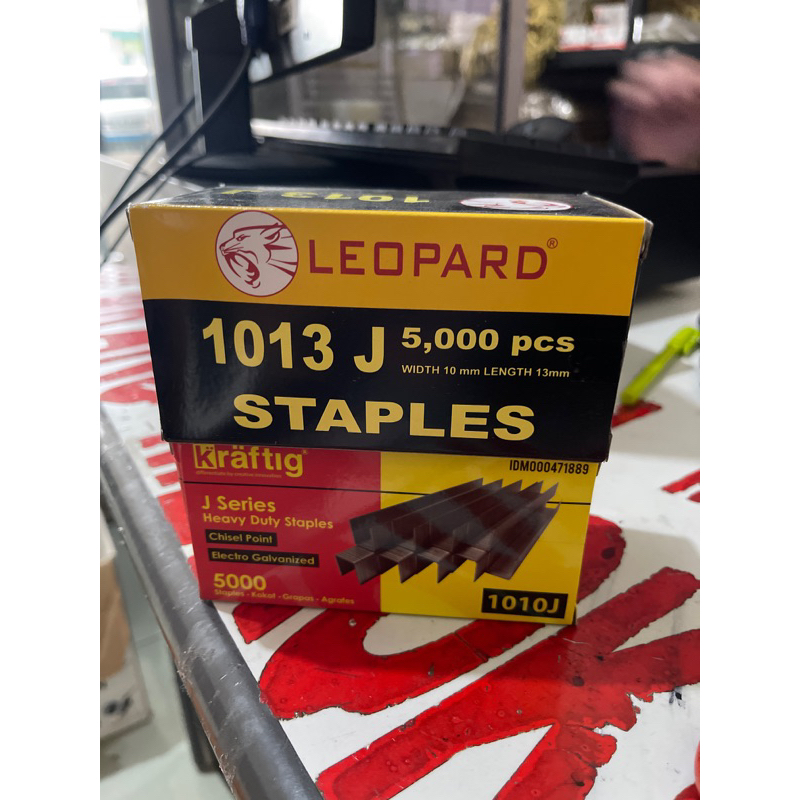 1013 J
LEOPARD®
1013 J
5,000 pcs
WIDTH 10 mm LENGTH 13mm
STAPLES
kräftig®
IDM000471889
J Series
Heavy Duty Staples
Chisel Point
Electro Galvanized
5000
Staples - Kokot - Grapas - Agrafes
1010J